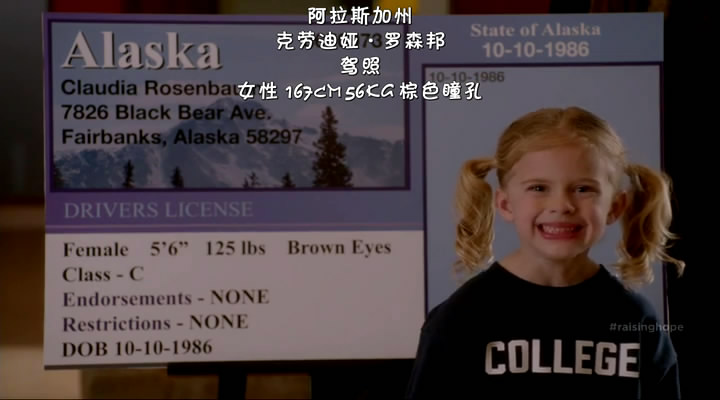 阿拉斯加州
克劳迪娅·罗森邦
驾照
女性 167CM 56KG 棕色瞳孔
Alaska
State of Alaska
10-10-1986
10-10-1986
Claudia
7826 Black Bear Ave.
Fairbanks, Alaska 58297
DRIVERS LICENSE
Female 5'6” 125 lbs Brown Eyes
Class - C
Endorsements - NONE
Restrictions - NONE
DOB 10-10-1986
COLLEGE
#raisinghope